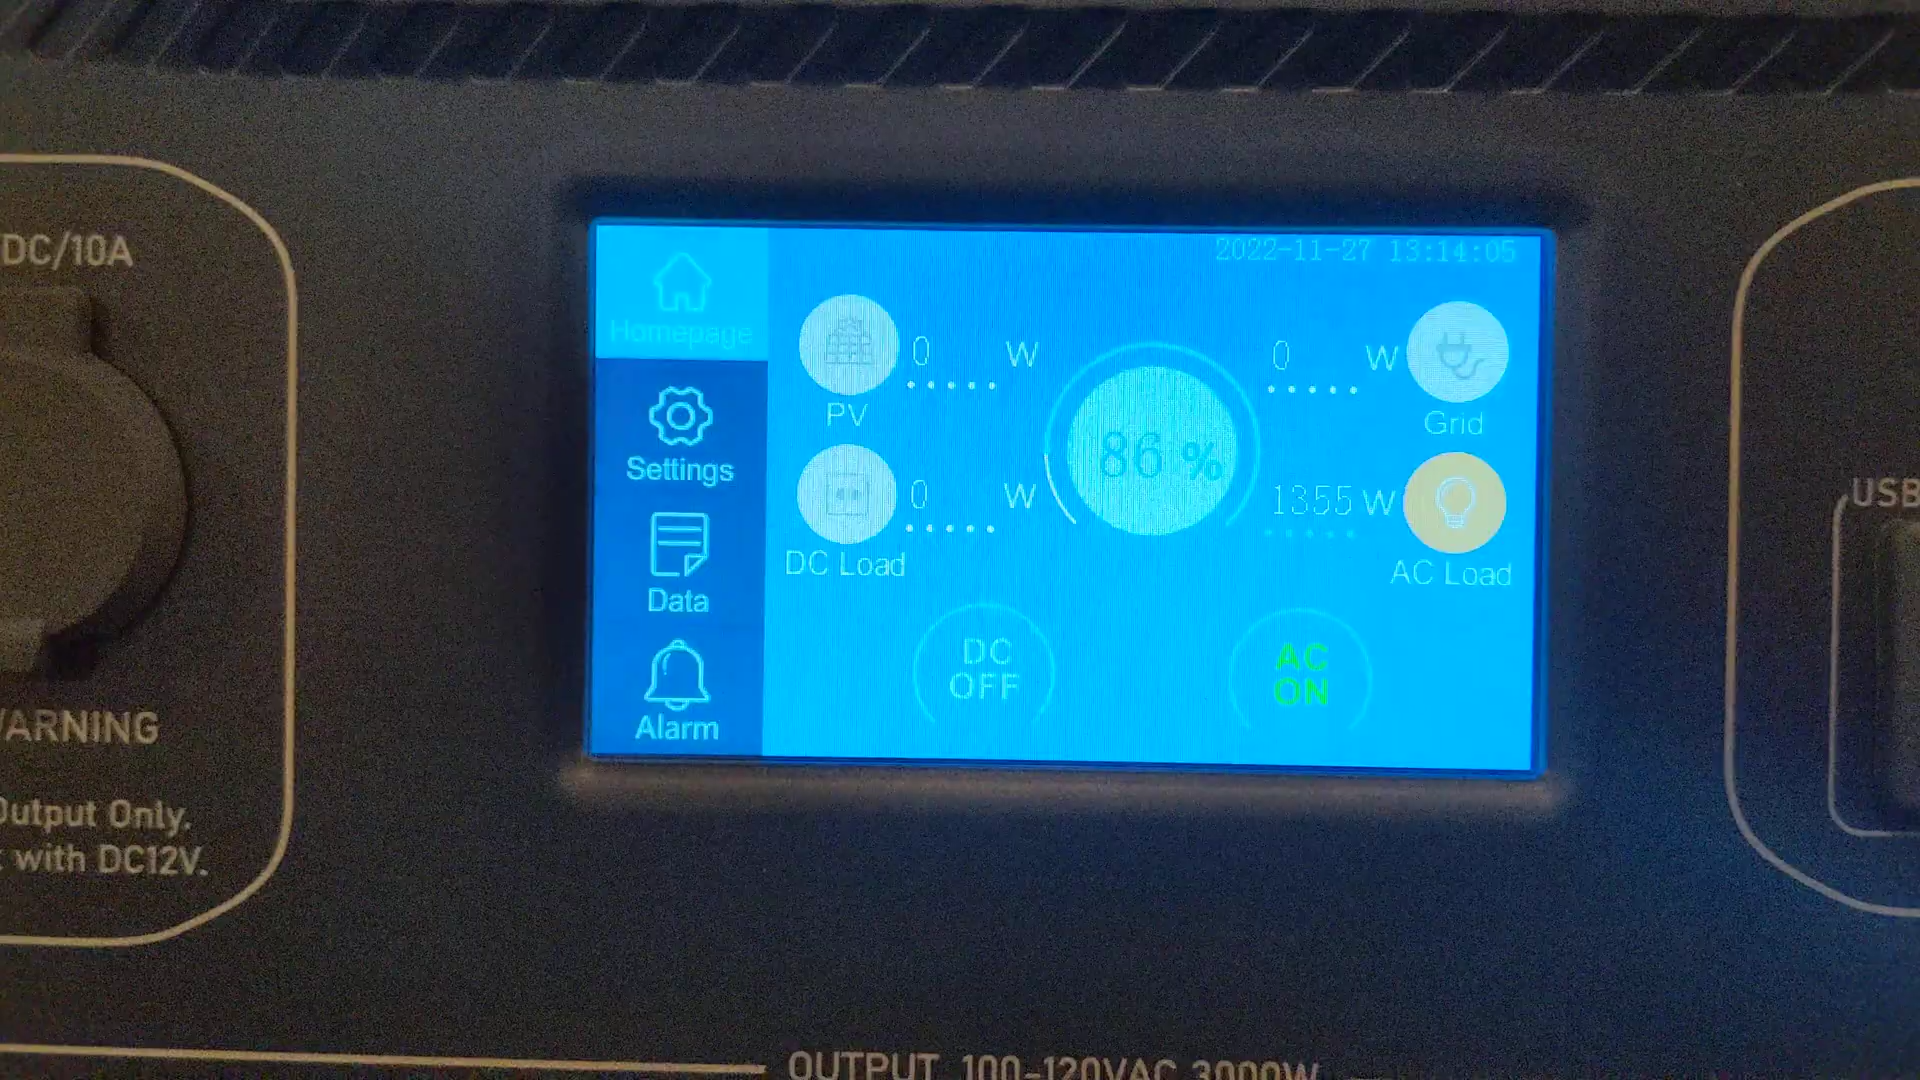 DC/10A
WARNING
Output Only.
with DC12V.
2022-11-27 13:14:05
Homepage
Settings
Data
Alarm
0 W
PV
0 W
DC Load
86 %
0 W
Grid
1355 W
AC Load
DC
OFF
AC
ON
USB
OUTPUT 100-120VAC 3000W